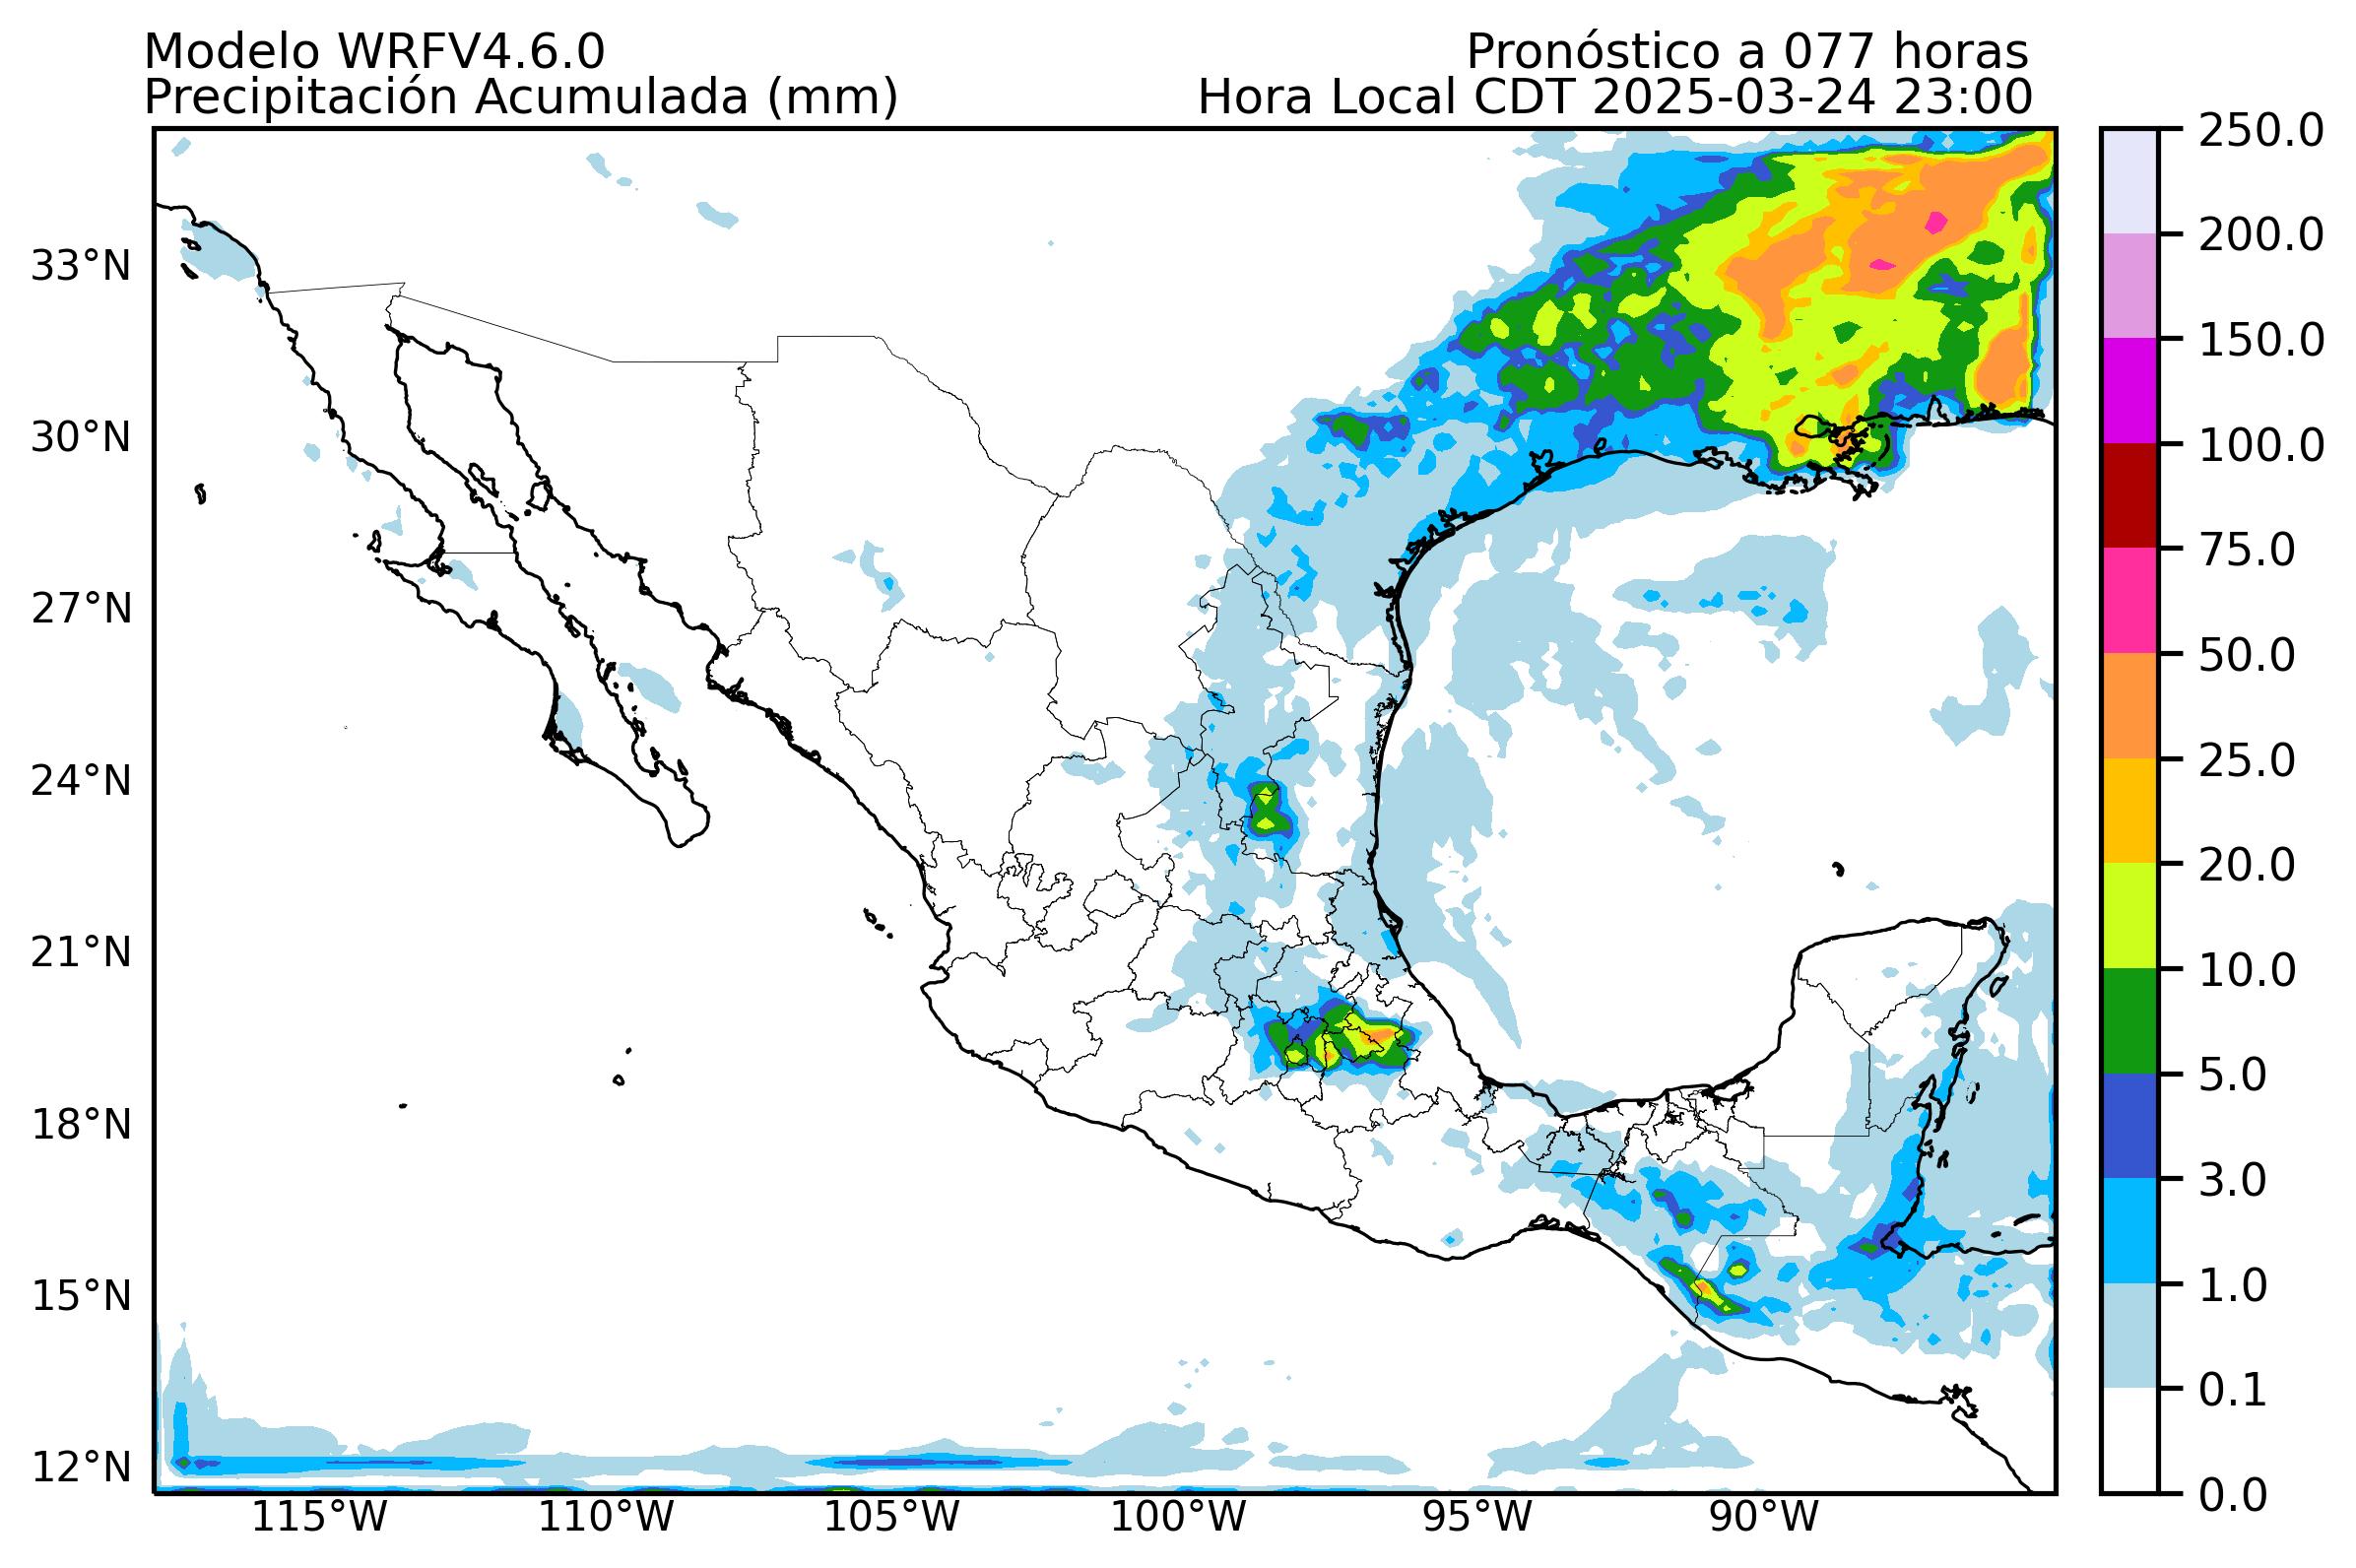 Modelo WRFV4.6.0
Pronóstico a 077 horas
Precipitación Acumulada (mm)
Hora Local CDT 2025-03-24 23:00
33°N
30°N
27°N
24°N
21°N
18°N
15°N
12°N
115°W
110°W
105°W
100°W
95°W
90°W
250.0
200.0
150.0
100.0
75.0
50.0
25.0
20.0
10.0
5.0
3.0
1.0
0.1
0.0